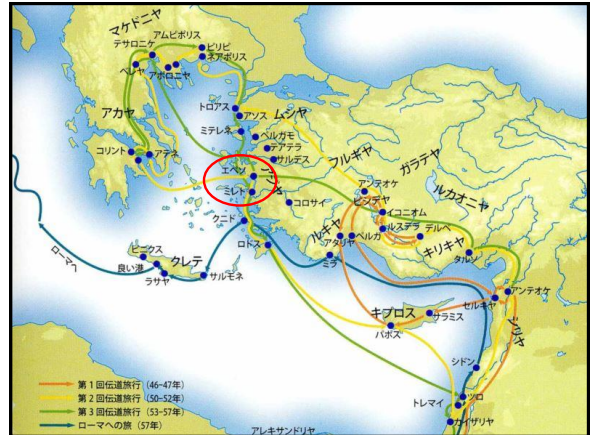 マケドニヤ
テサロニケ
アムピポリス
ピリピ
ネアポリス
ベレヤ
アポロニヤ
トロアス
アソス
ムシヤ
アカヤ
ミテレネ
ペルガモ
テアテラ
サルデス
フルギヤ
ガラテヤ
コリント
アテネ
エペソ
アジア
アンテオケ
ピシデヤ
ルカオニヤ
ミレト
コロサイ
イコニオム
ルステラ
デルベ
クニド
ルキヤ
アタリヤ
ペルガ
キリキヤ
タルソ
ロドス
ミラ
ローマへ
ピニクス
クレテ
良い港
ラサヤ
サルモネ
アンテオケ
セルキヤ
キプロス
サラミス
パポス
シリヤ
シドン
ツロ
トレマイ
カイザリヤ
第1回伝道旅行(46-47年)
第2回伝道旅行(50-52年)
第3回伝道旅行(53-57年)
ローマへの旅(57年)
アレキサンドリヤ